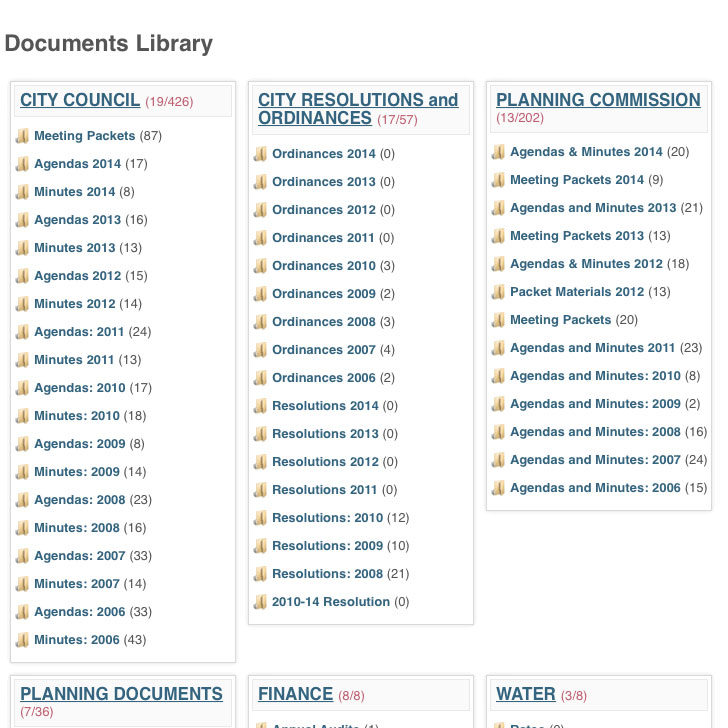 Documents Library
CITY COUNCIL (19/426)
Meeting Packets (87)
Agendas 2014 (17)
Minutes 2014 (8)
Agendas 2013 (16)
Minutes 2013 (13)
Agendas 2012 (15)
Minutes 2012 (14)
Agendas: 2011 (24)
Minutes 2011 (13)
Agendas: 2010 (17)
Minutes: 2010 (18)
Agendas: 2009 (8)
Minutes: 2009 (14)
Agendas: 2008 (23)
Minutes: 2008 (16)
Agendas: 2007 (33)
Minutes: 2007 (14)
Agendas: 2006 (33)
Minutes: 2006 (43)
CITY RESOLUTIONS and
ORDINANCES (17/57)
Ordinances 2014 (0)
Ordinances 2013 (0)
Ordinances 2012 (0)
Ordinances 2011 (0)
Ordinances 2010 (3)
Ordinances 2009 (2)
Ordinances 2008 (3)
Ordinances 2007 (4)
Ordinances 2006 (2)
Resolutions 2014 (0)
Resolutions 2013 (0)
Resolutions 2012 (0)
Resolutions 2011 (0)
Resolutions: 2010 (12)
Resolutions: 2009 (10)
Resolutions: 2008 (21)
2010-14 Resolution (0)
PLANNING COMMISSION
(13/202)
Agendas & Minutes 2014 (20)
Meeting Packets 2014 (9)
Agendas and Minutes 2013 (21)
Meeting Packets 2013 (13)
Agendas & Minutes 2012 (18)
Packet Materials 2012 (13)
Meeting Packets (20)
Agendas and Minutes 2011 (23)
Agendas and Minutes: 2010 (8)
Agendas and Minutes: 2009 (2)
Agendas and Minutes: 2008 (16)
Agendas and Minutes: 2007 (24)
Agendas and Minutes: 2006 (15)
PLANNING DOCUMENTS
(7/36)
FINANCE (8/8)
Annual Audits
WATER (3/8)
Rates